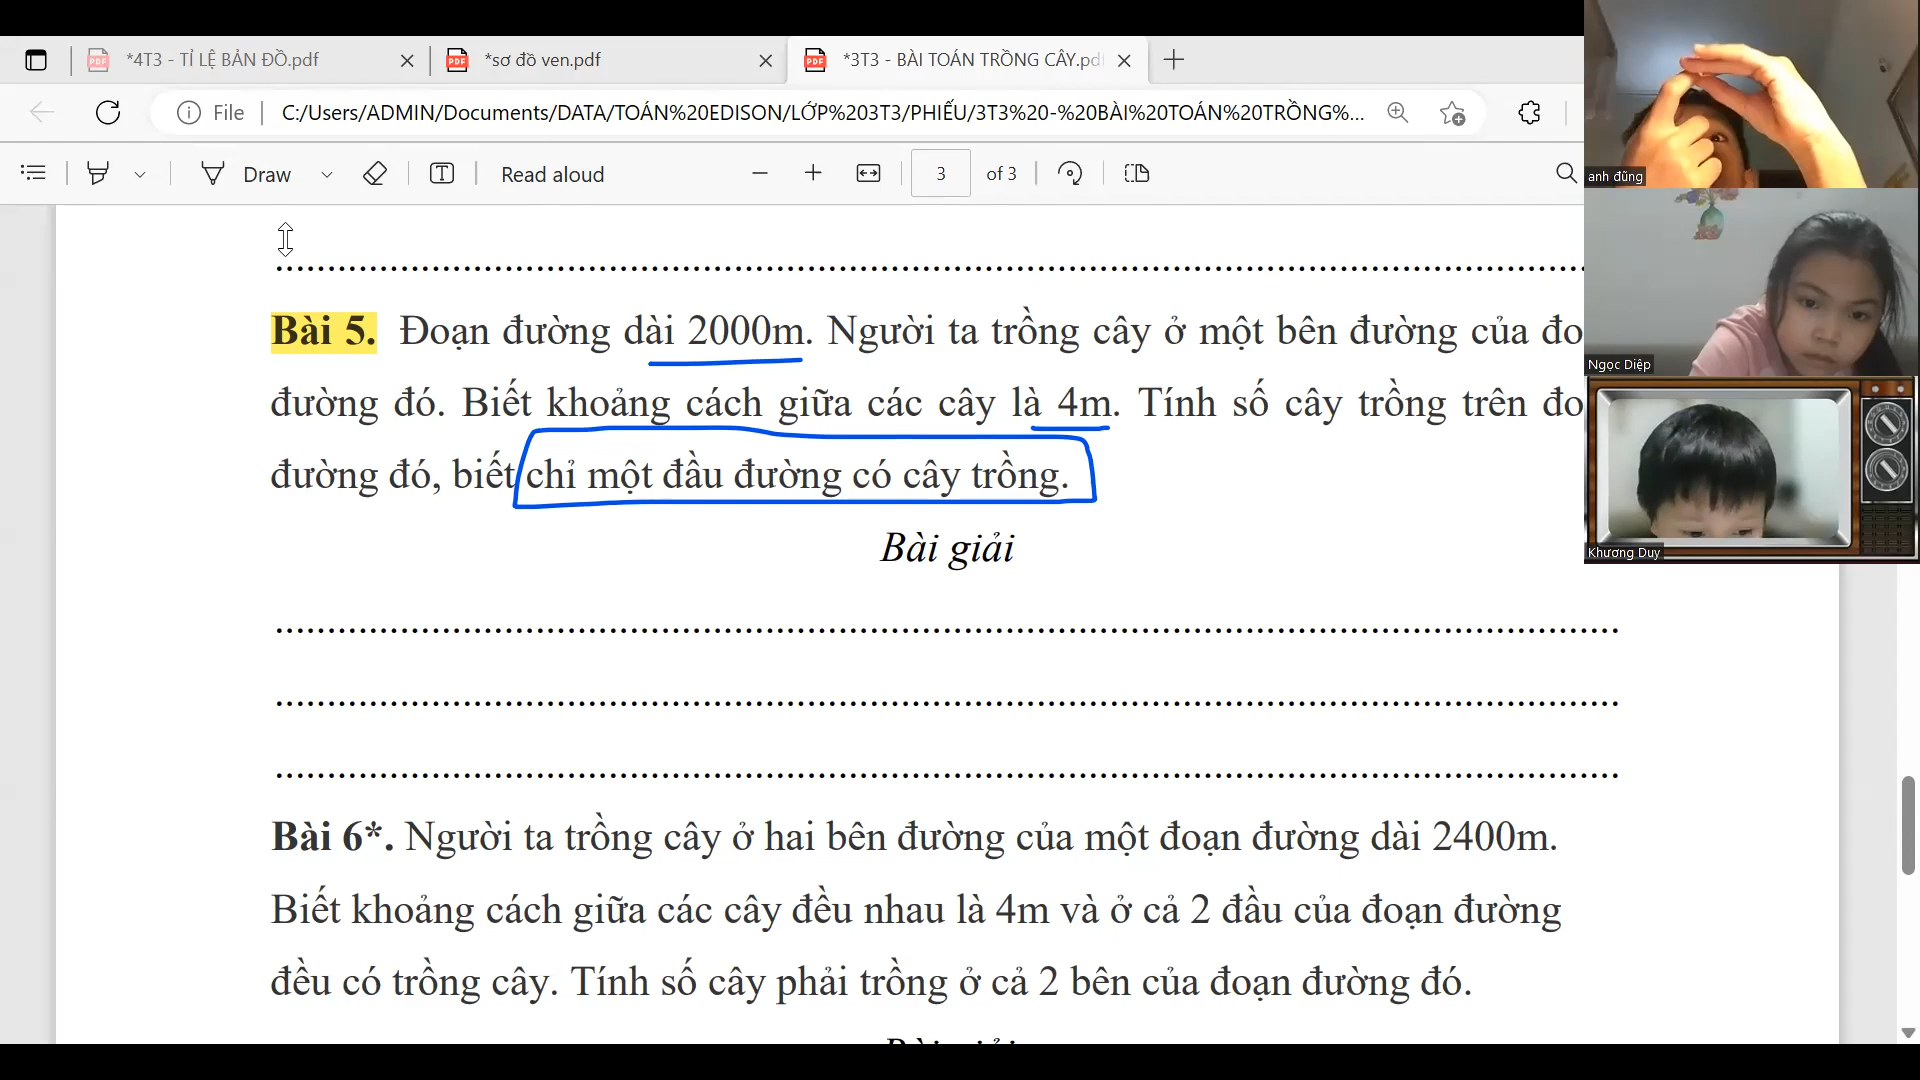 *4T3 - TỈ LỆ BẢN ĐỒ.pdf
*sơ đồ ven.pdf
*3T3 - BÀI TOÁN TRỒNG CÂY.pd
File
C:/Users/ADMIN/Documents/DATA/TOÁN%20EDISON/LỚP%203T3/PHIẾU/3T3%20-%20BÀI%20TOÁN%20TRỒNG%...
Draw
Read aloud
3
of 3
anh đũng
Ngọc Diệp
Khương Duy
Bài 5. Đoạn đường dài 2000m. Người ta trồng cây ở một bên đường của đo
đường đó. Biết khoảng cách giữa các cây là 4m. Tính số cây trồng trên đo
đường đó, biết chỉ một đầu đường có cây trồng.
Bài giải
Bài 6*. Người ta trồng cây ở hai bên đường của một đoạn đường dài 2400m.
Biết khoảng cách giữa các cây đều nhau là 4m và ở cả 2 đầu của đoạn đường
đều có trồng cây. Tính số cây phải trồng ở cả 2 bên của đoạn đường đó.